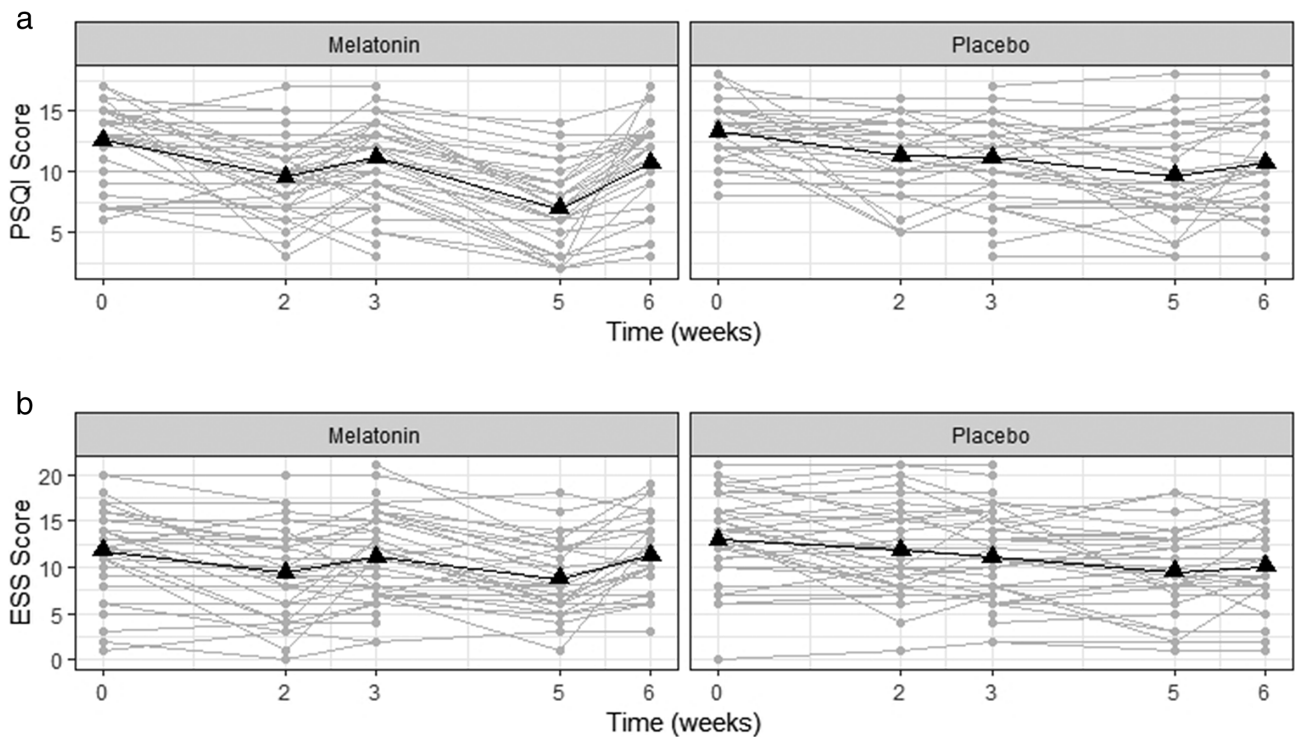 a
Melatonin Placebo
PSQI Score
15
10
5
0 2 3 5 6 0 2 3 5 6
Time (weeks)
b
Melatonin Placebo
ESS Score
20
15
10
5
0
0 2 3 5 6 0 2 3 5 6
Time (weeks)